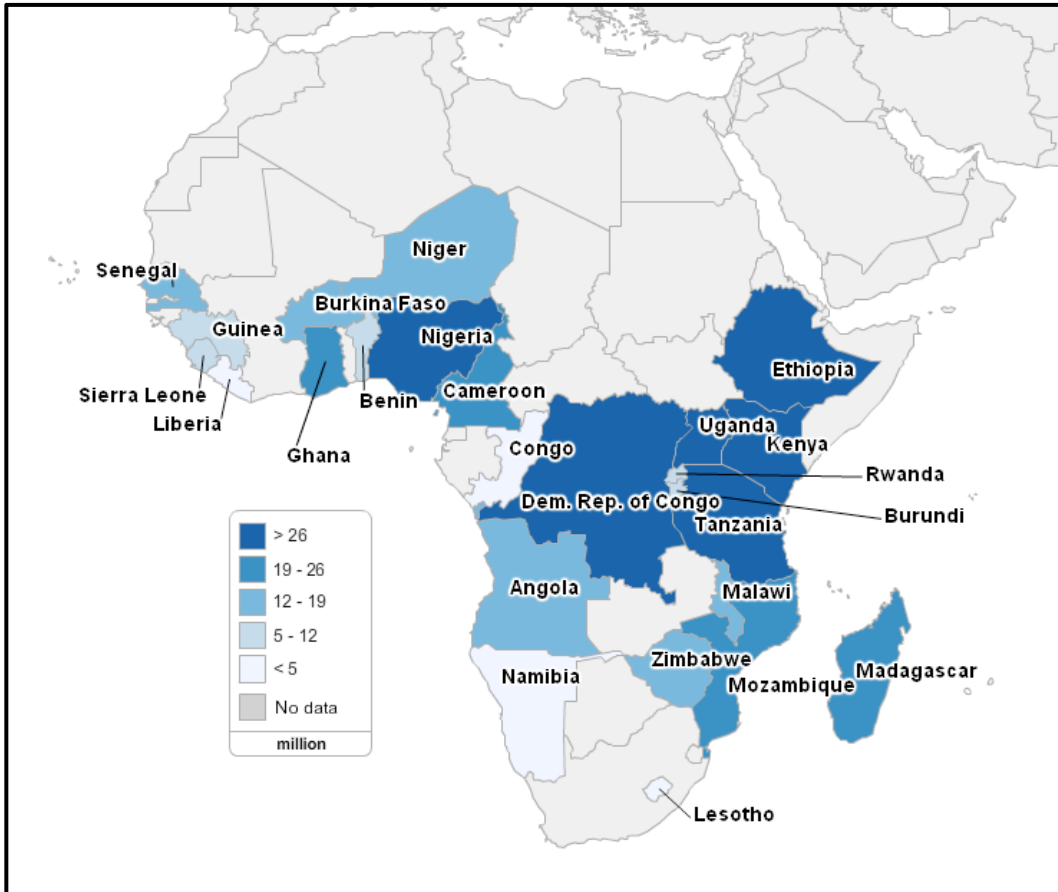 Niger
Senegal
Burkina Faso
Guinea
Nigeria
Ethiopia
Sierra Leone
Benin
Cameroon
Liberia
Uganda
Kenya
Ghana
Congo
Rwanda
Dem. Rep. of Congo
Burundi
Tanzania
> 26
19 - 26
12 - 19
5 - 12
< 5
No data
million
Angola
Malawi
Zimbabwe
Madagascar
Namibia
Mozambique
Lesotho